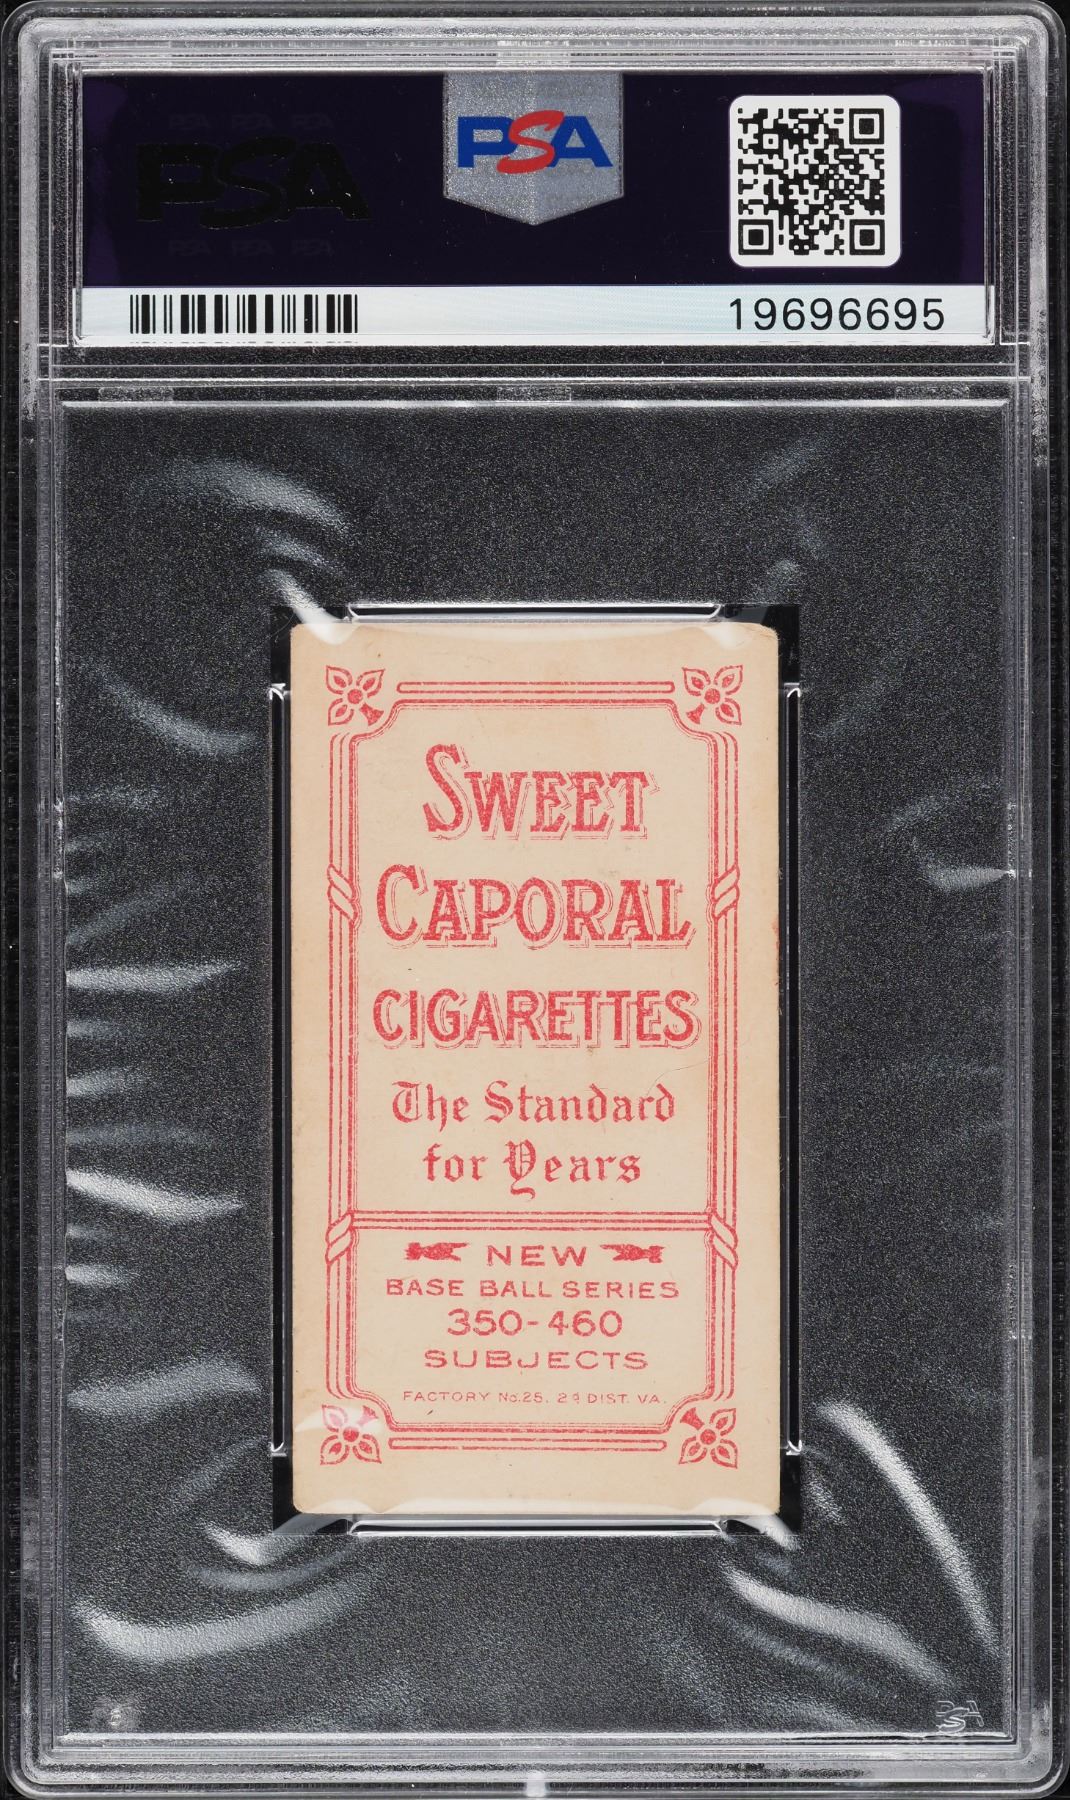 PSA
PSA
19696695
SWEET
CAPORAL
CIGARETTES
The Standard
for Years
NEW
BASE BALL SERIES
350-460
SUBJECTS
FACTORY No.25. 2d DIST. VA.
PSA